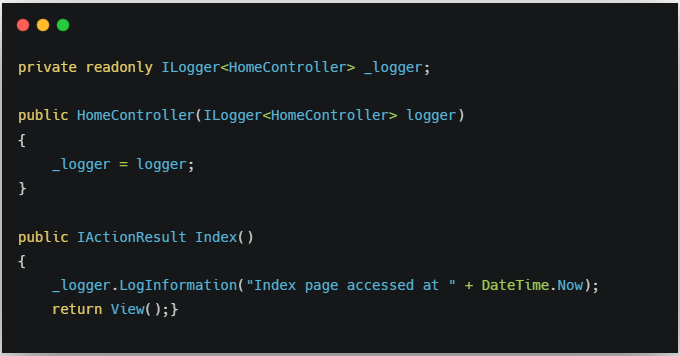 private readonly ILogger<HomeController> _logger;
public HomeController(ILogger<HomeController> logger)
{
    _logger = logger;
}
public IActionResult Index()
{
    _logger.LogInformation("Index page accessed at " + DateTime.Now);
    return View();}